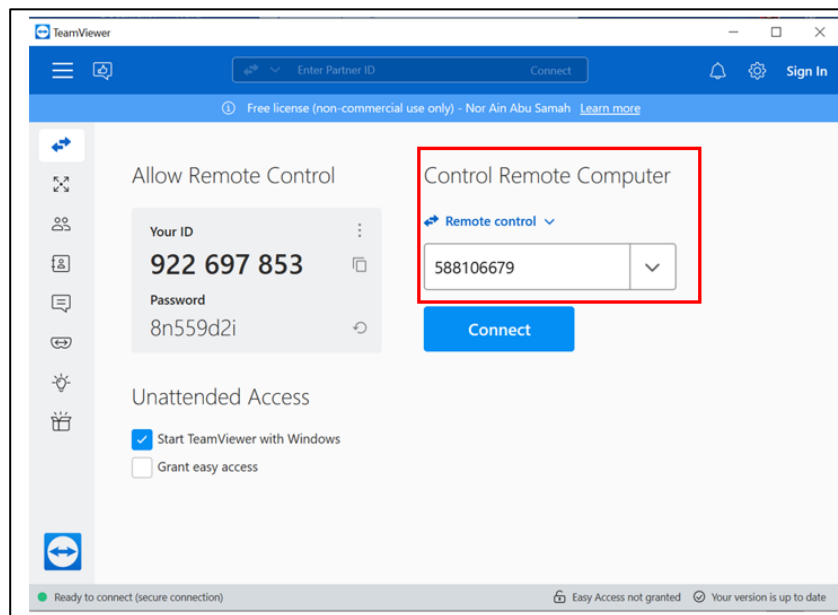 TeamViewer
Enter Partner ID Connect
Sign In
Free license (non-commercial use only) - Nor Ain Abu Samah Learn more
Allow Remote Control
Your ID
922 697 853
Password
8n559d2i
Unattended Access
Start TeamViewer with Windows
Grant easy access
Control Remote Computer
Remote control
588106679
Connect
Ready to connect (secure connection)
Easy Access not granted
Your version is up to date